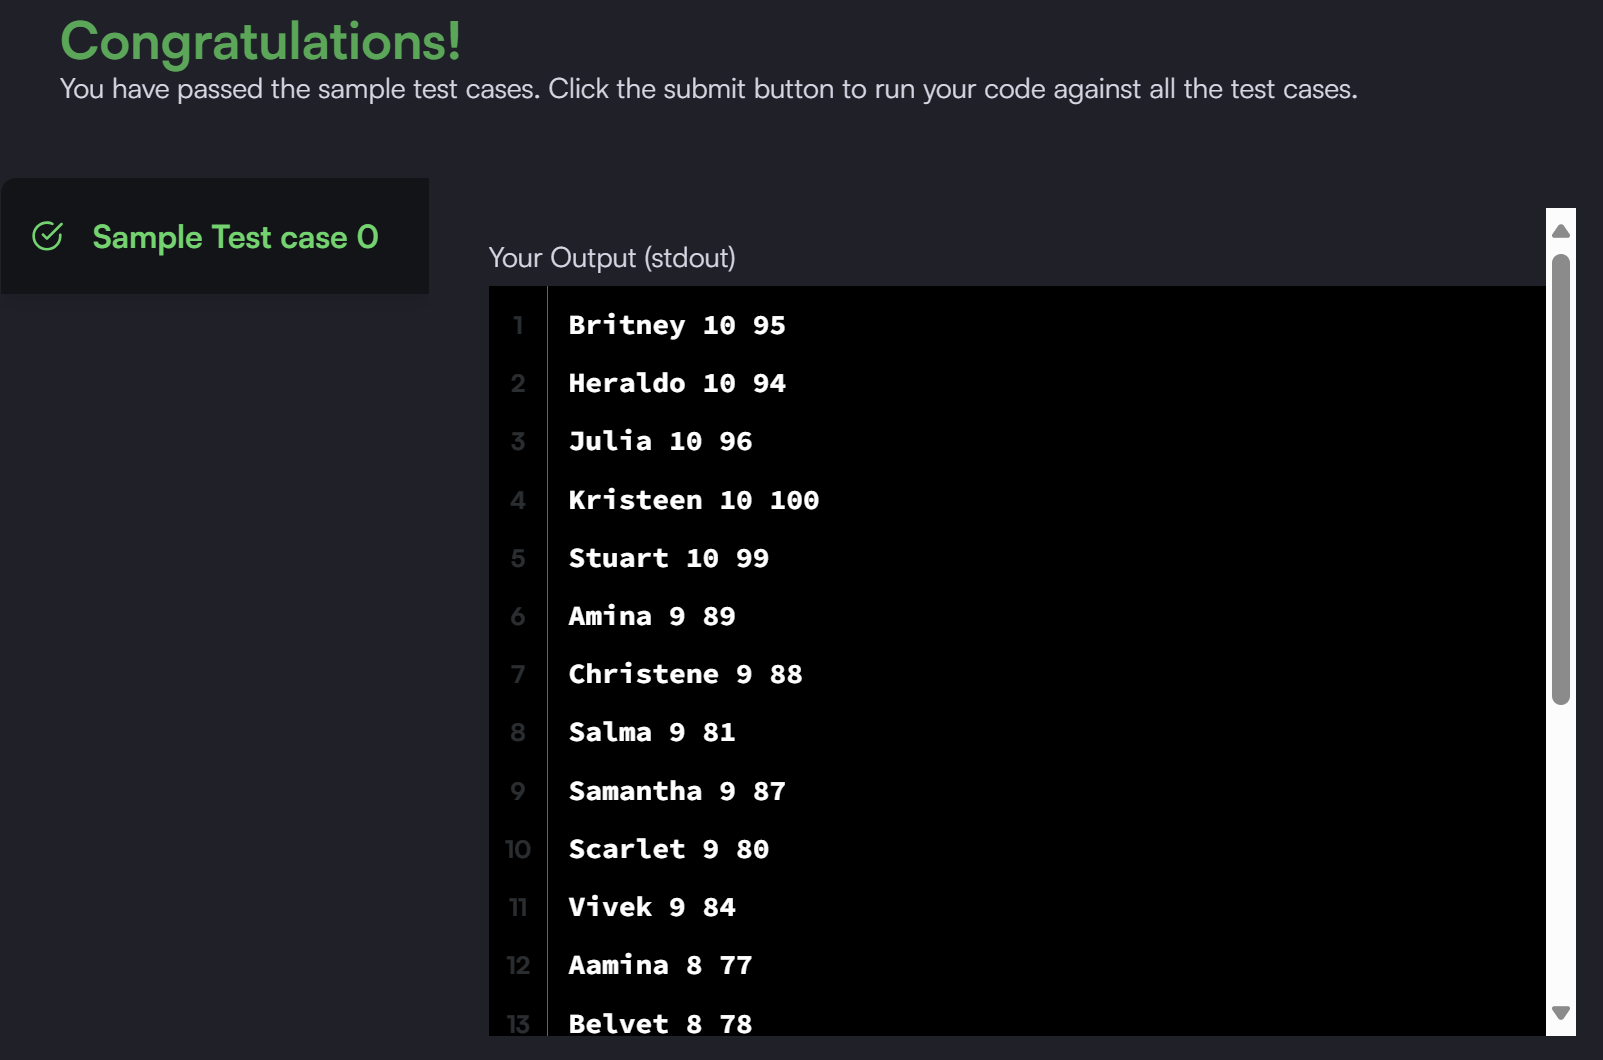 Congratulations!
You have passed the sample test cases. Click the submit button to run your code against all the test cases.
Sample Test case 0
Your Output (stdout)
1 Britney 10 95
2 Heraldo 10 94
3 Julia 10 96
4 Kristeen 10 100
5 Stuart 10 99
6 Amina 9 89
7 Christene 9 88
8 Salma 9 81
9 Samantha 9 87
10 Scarlet 9 80
11 Vivek 9 84
12 Aamina 8 77
13 Belvet 8 78